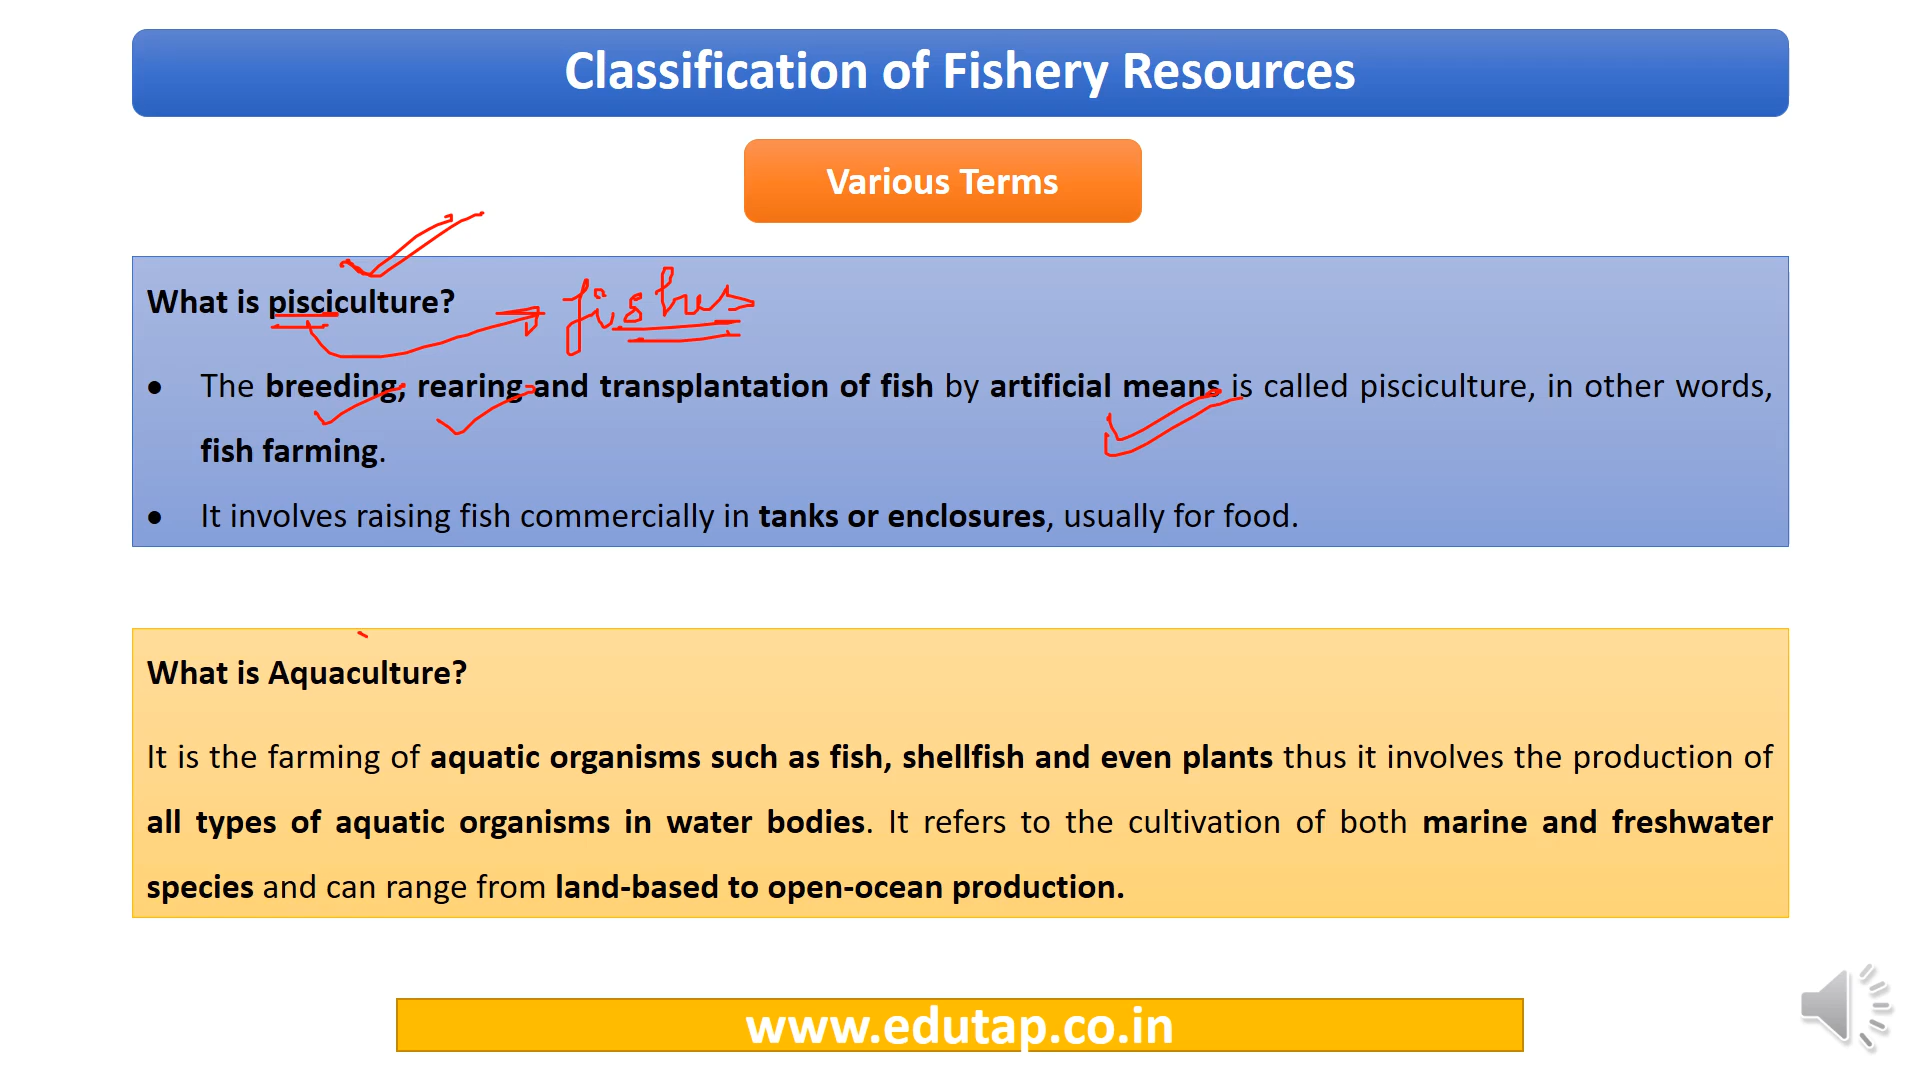 Classification of Fishery Resources
Various Terms
What is pisciculture?
fishes
● The breeding, rearing and transplantation of fish by artificial means is called pisciculture, in other words,
fish farming.
● It involves raising fish commercially in tanks or enclosures, usually for food.
What is Aquaculture?
It is the farming of aquatic organisms such as fish, shellfish and even plants thus it involves the production of
all types of aquatic organisms in water bodies. It refers to the cultivation of both marine and freshwater
species and can range from land-based to open-ocean production.
www.edutap.co.in